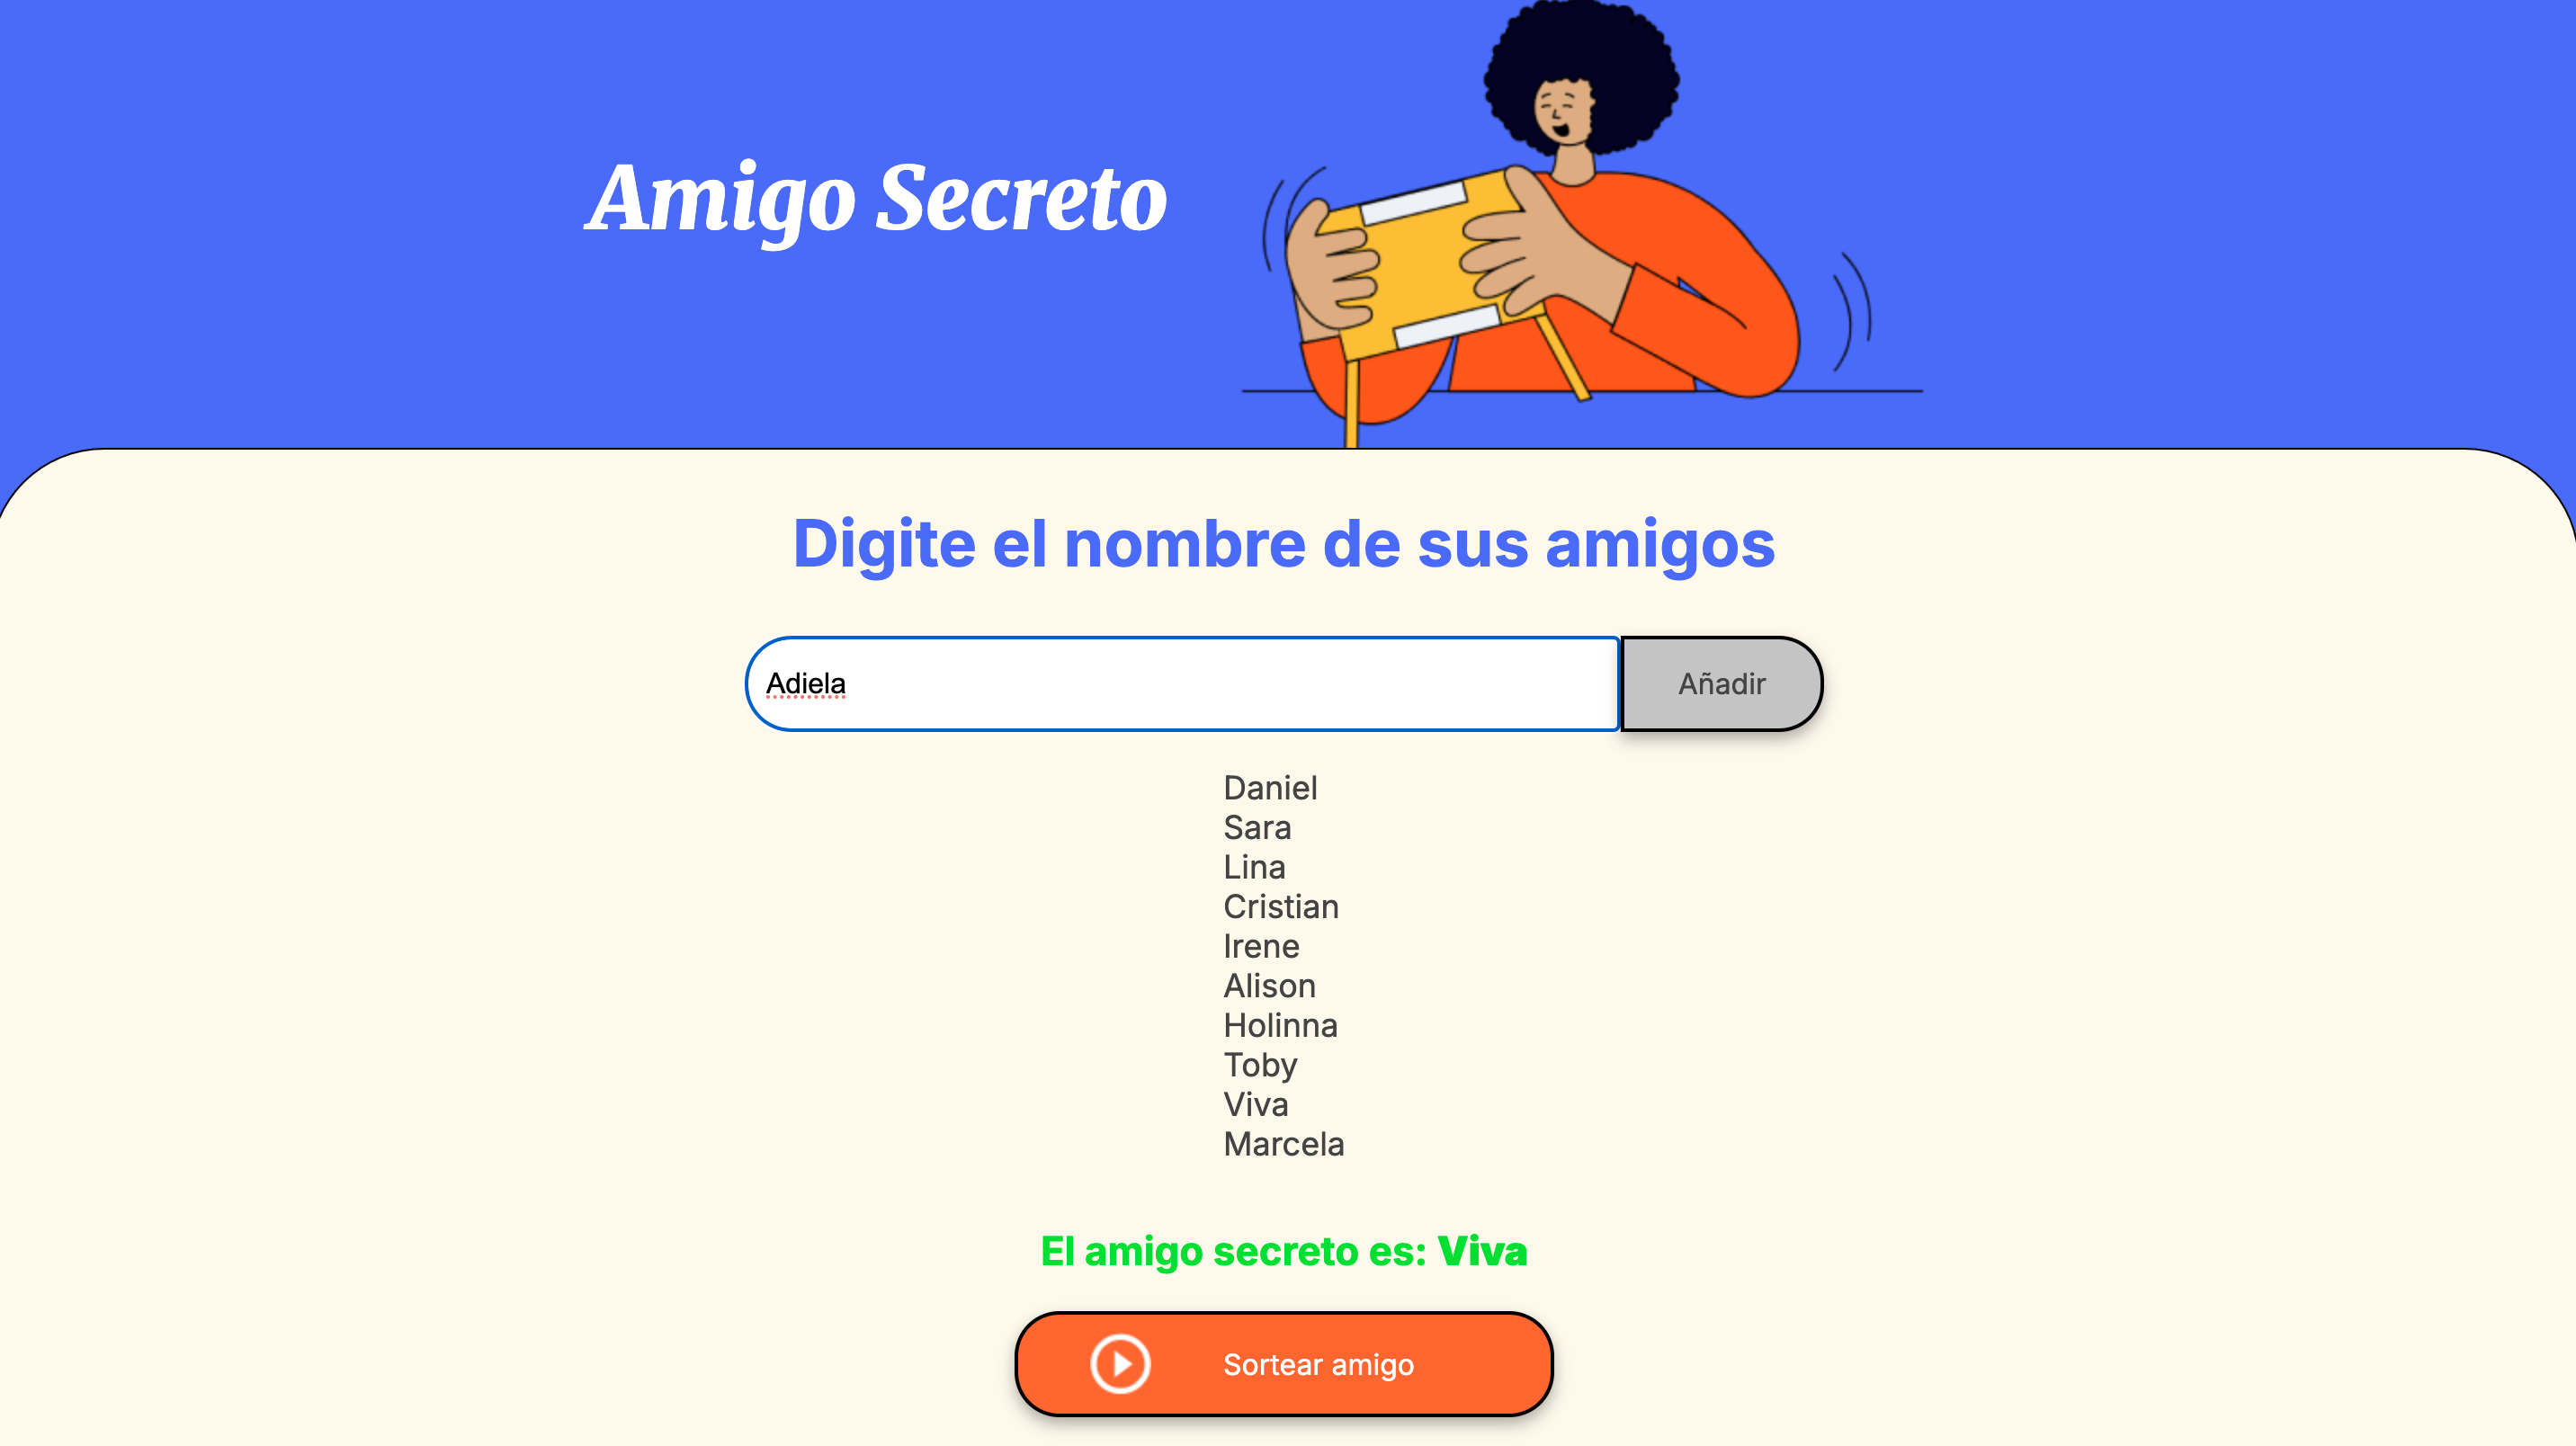 Amigo Secreto
Digite el nombre de sus amigos
Adiela
Añadir
Daniel
Sara
Lina
Cristian
Irene
Alison
Holinna
Toby
Viva
Marcela
El amigo secreto es: Viva
Sortear amigo